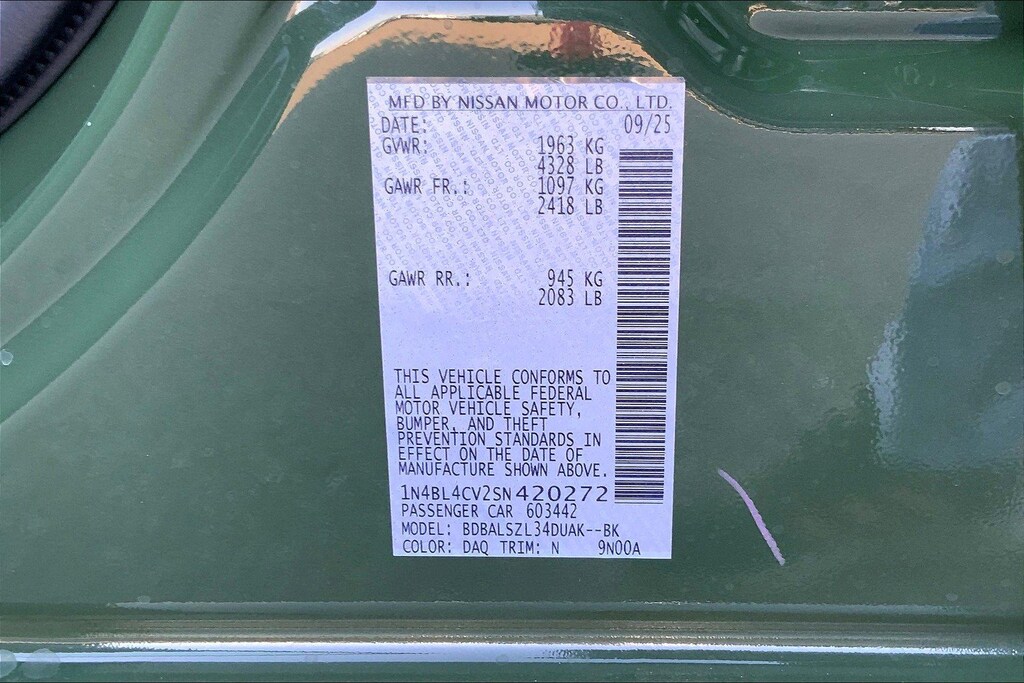 MFD BY NISSAN MOTOR CO., LTD.
DATE: 09/25
GVWR: 1963 KG
4328 LB
GAWR FR.: 1097 KG
2418 LB
GAWR RR.: 945 KG
2083 LB
THIS VEHICLE CONFORMS TO
ALL APPLICABLE FEDERAL
MOTOR VEHICLE SAFETY,
BUMPER, AND THEFT
PREVENTION STANDARDS IN
EFFECT ON THE DATE OF
MANUFACTURE SHOWN ABOVE.
1N4BL4CV2SN420272
PASSENGER CAR 603442
MODEL: BDBALSZL34DUAK--BK
COLOR: DAQ TRIM: N 9N00A